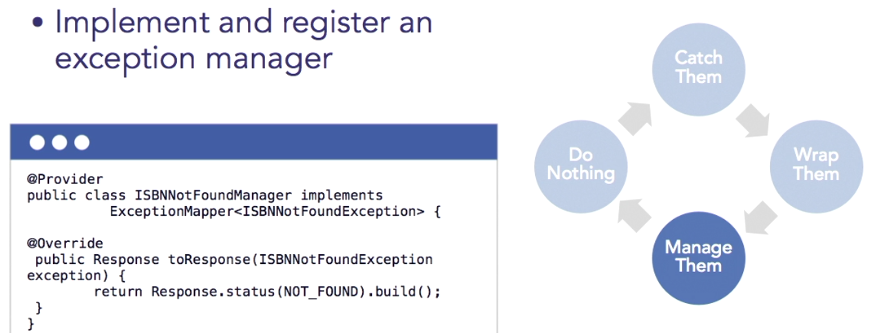 • Implement and register an
exception manager
@Provider
public class ISBNNotFoundManager implements
ExceptionMapper<ISBNNotFoundException> {
@Override
public Response toResponse(ISBNNotFoundException
exception) {
return Response.status(NOT_FOUND).build();
}
}
Catch
Them
Wrap
Them
Manage
Them
Do
Nothing